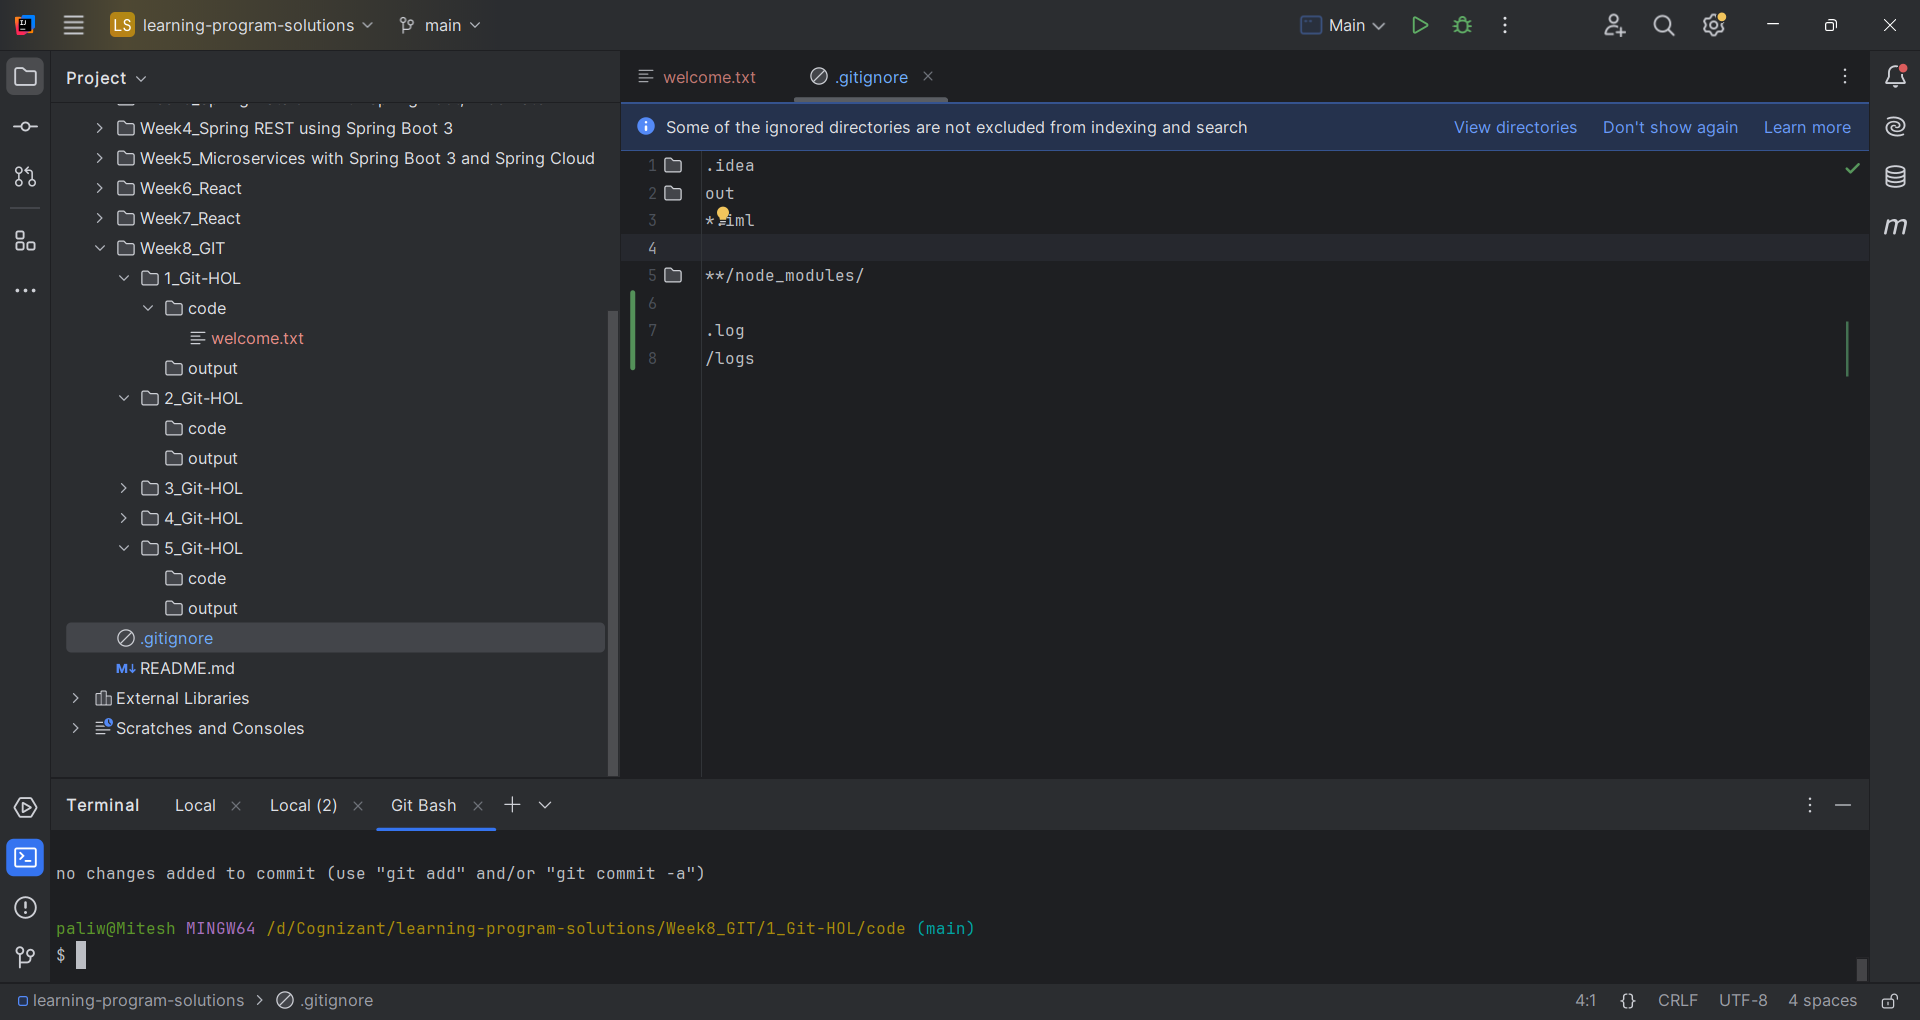 LS learning-program-solutions main Main
Project
welcome.txt .gitignore
Some of the ignored directories are not excluded from indexing and search View directories Don't show again Learn more
Week4_Spring REST using Spring Boot 3
Week5_Microservices with Spring Boot 3 and Spring Cloud
Week6_React
Week7_React
Week8_GIT
1_Git-HOL
code
welcome.txt
output
2_Git-HOL
code
output
3_Git-HOL
4_Git-HOL
5_Git-HOL
code
output
.gitignore
M↓ README.md
External Libraries
Scratches and Consoles
1 .idea
2 out
3 *.iml
4
5 **/node_modules/
6
7 .log
8 /logs
m
Terminal Local Local (2) Git Bash
no changes added to commit (use "git add" and/or "git commit -a")
paliw@Mitesh MINGW64 /d/Cognizant/learning-program-solutions/Week8_GIT/1_Git-HOL/code (main)
$
learning-program-solutions > .gitignore 4:1 {} CRLF UTF-8 4 spaces